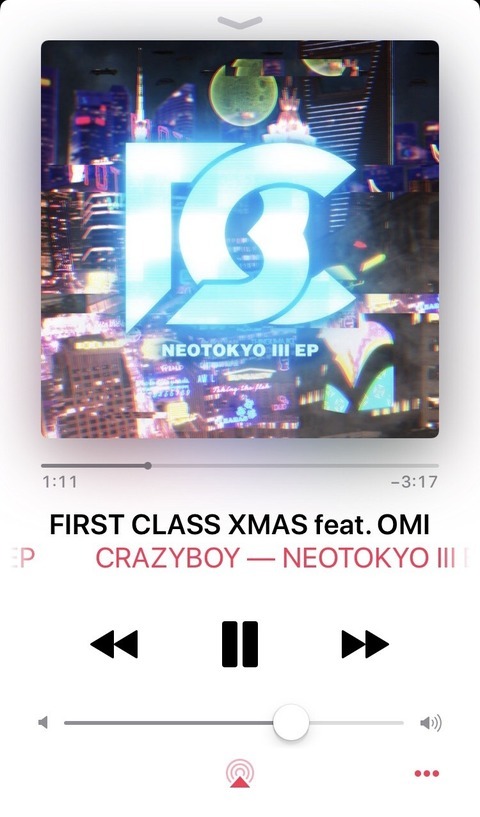 NEOTOKYO III EP
1:11
−3:17
FIRST CLASS XMAS feat. OMI
EP CRAZYBOY — NEOTOKYO III